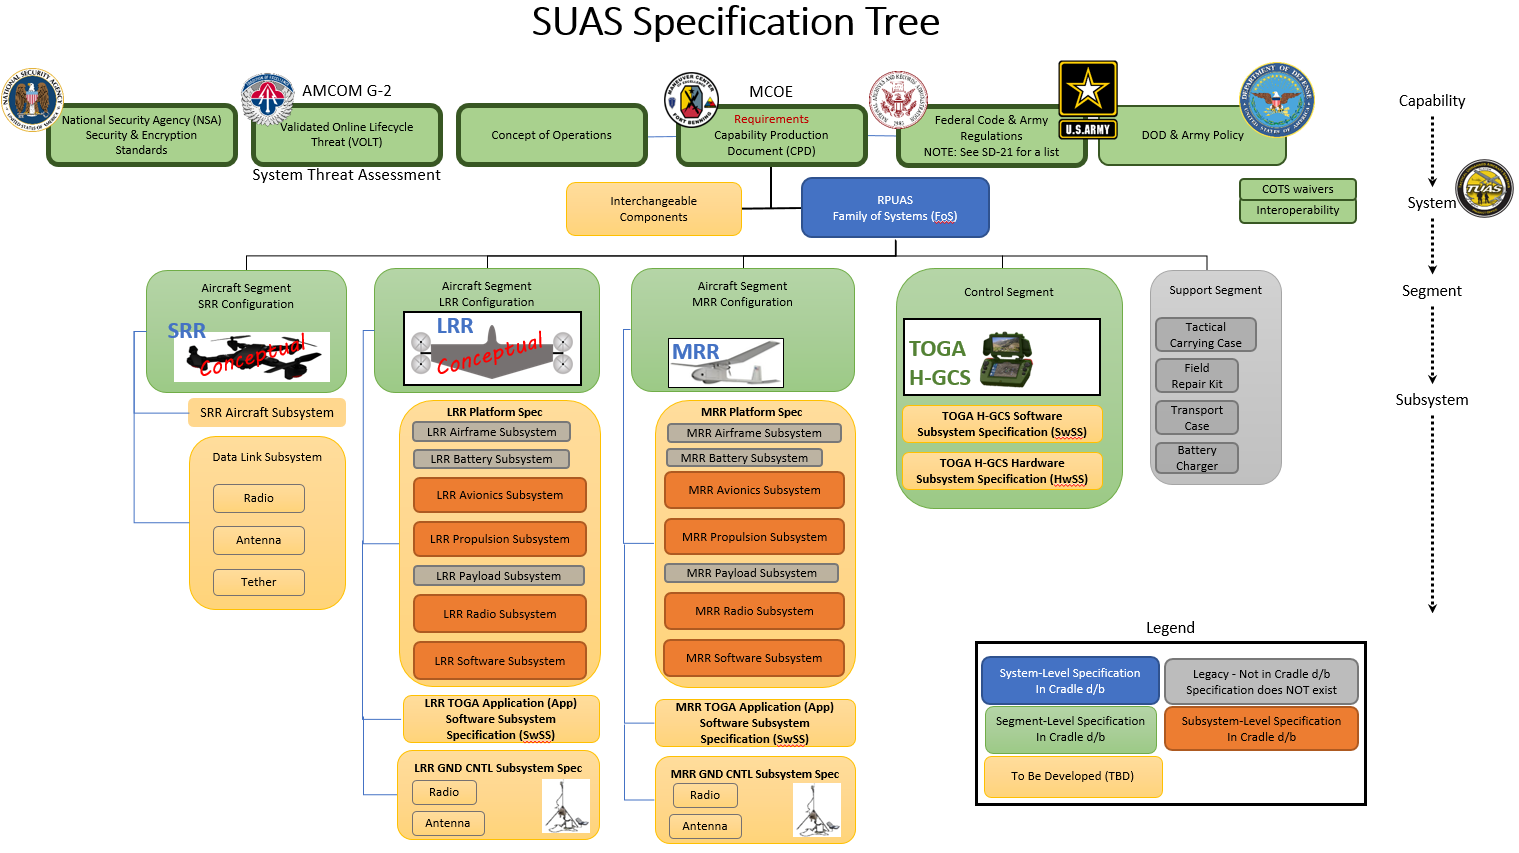 SUAS Specification Tree
National Security Agency (NSA)
Security & Encryption
Standards
AMCOM G-2
Validated Online Lifecycle
Threat (VOLT)
System Threat Assessment
Concept of Operations
MCOE
Requirements
Capability Production
Document (CPD)
Federal Code & Army
Regulations
NOTE: See SD-21 for a list
U.S.ARMY
DOD & Army Policy
Capability
Interchangeable
Components
RPUAS
Family of Systems (FoS)
COTS waivers
Interoperability
System
TUAS
Aircraft Segment
SRR Configuration
SRR
Conceptual
SRR Aircraft Subsystem
Data Link Subsystem
Radio
Antenna
Tether
Aircraft Segment
LRR Configuration
LRR
Conceptual
LRR Platform Spec
LRR Airframe Subsystem
LRR Battery Subsystem
LRR Avionics Subsystem
LRR Propulsion Subsystem
LRR Payload Subsystem
LRR Radio Subsystem
LRR Software Subsystem
LRR TOGA Application (App)
Software Subsystem
Specification (SwSS)
LRR GND CNTL Subsystem Spec
Radio
Antenna
Aircraft Segment
MRR Configuration
MRR
MRR Platform Spec
MRR Airframe Subsystem
MRR Battery Subsystem
MRR Avionics Subsystem
MRR Propulsion Subsystem
MRR Payload Subsystem
MRR Radio Subsystem
MRR Software Subsystem
MRR TOGA Application (App)
Software Subsystem
Specification (SwSS)
MRR GND CNTL Subsystem Spec
Radio
Antenna
Control Segment
TOGA
H-GCS
TOGA H-GCS Software
Subsystem Specification (SwSS)
TOGA H-GCS Hardware
Subsystem Specification (HwSS)
Support Segment
Tactical
Carrying Case
Field
Repair Kit
Transport
Case
Battery
Charger
Segment
Subsystem
Legend
System-Level Specification
In Cradle d/b
Legacy - Not in Cradle d/b
Specification does NOT exist
Segment-Level Specification
In Cradle d/b
Subsystem-Level Specification
In Cradle d/b
To Be Developed (TBD)